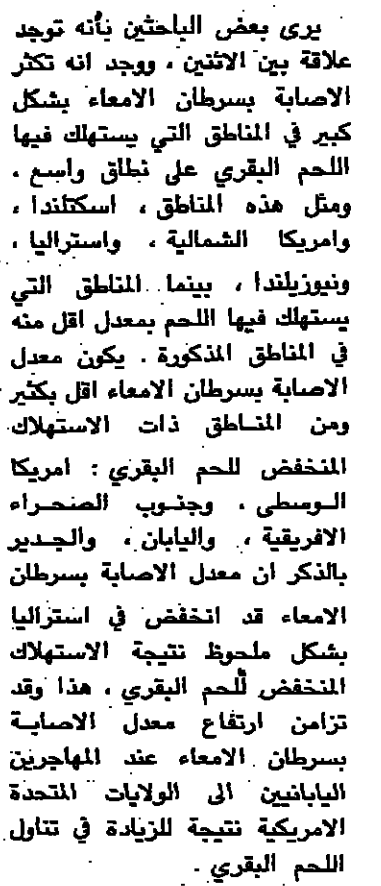 يرى بعض الباحثين بأنه توجد
علاقة بين الاثنين ، ووجد انه تكثر
الاصابة بسرطان الامعاء بشكل
كبير في المناطق التي يستهلك فيها
اللحم البقري على نطاق واسع .
ومثل هذه المناطق ، اسكتلندا ،
وامريكا الشمالية ، واستراليا ،
ونيوزيلندا ، بينما المناطق التي
يستهلك فيها اللحم بمعدل اقل منه
في المناطق المذكورة . يكون معدل
الاصابة بسرطان الامعاء اقل بكثير
ومن المناطق ذات الاستهلاك
المنخفض للحم البقري : امريكا
الوسطى ، وجنوب الصحراء
الافريقية ، واليابان ، والجدير
بالذكر ان معدل الاصابة بسرطان
الامعاء قد انخفض في استراليا
بشكل ملحوظ نتيجة الاستهلاك
المنخفض للحم البقري ، هذا وقد
تزامن ارتفاع معدل الاصابة
بسرطان الامعاء عند المهاجرين
اليابانيين الى الولايات المتحدة
الامريكية نتيجة للزيادة في تناول
اللحم البقري .